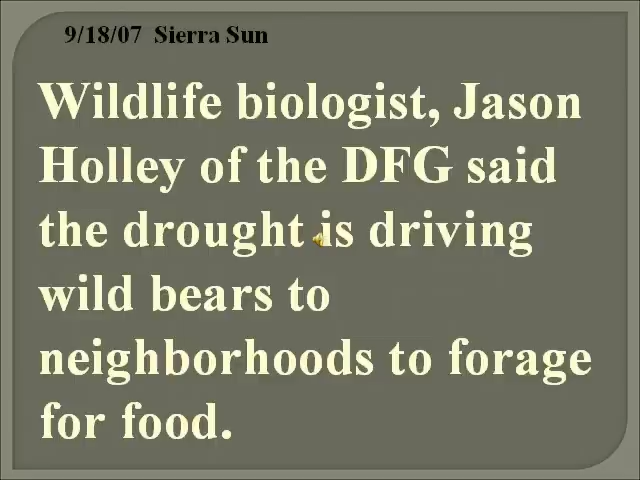 9/18/07 Sierra Sun
Wildlife biologist, Jason
Holley of the DFG said
the drought is driving
wild bears to
neighborhoods to forage
for food.